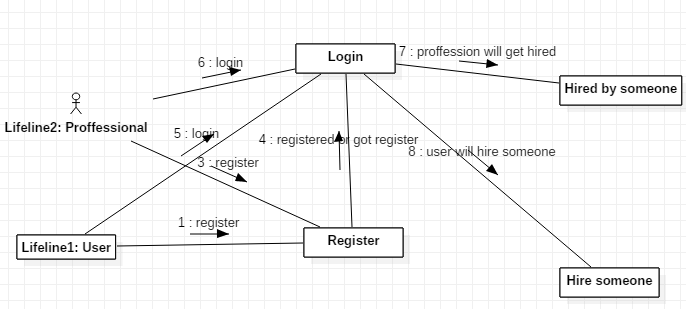 Login
7 : proffession will get hired
6 : login
Hired by someone
Lifeline2: Proffessional
5 : login
4 : registered or got register
8 : user will hire someone
3 : register
1 : register
Lifeline1: User
Register
Hire someone